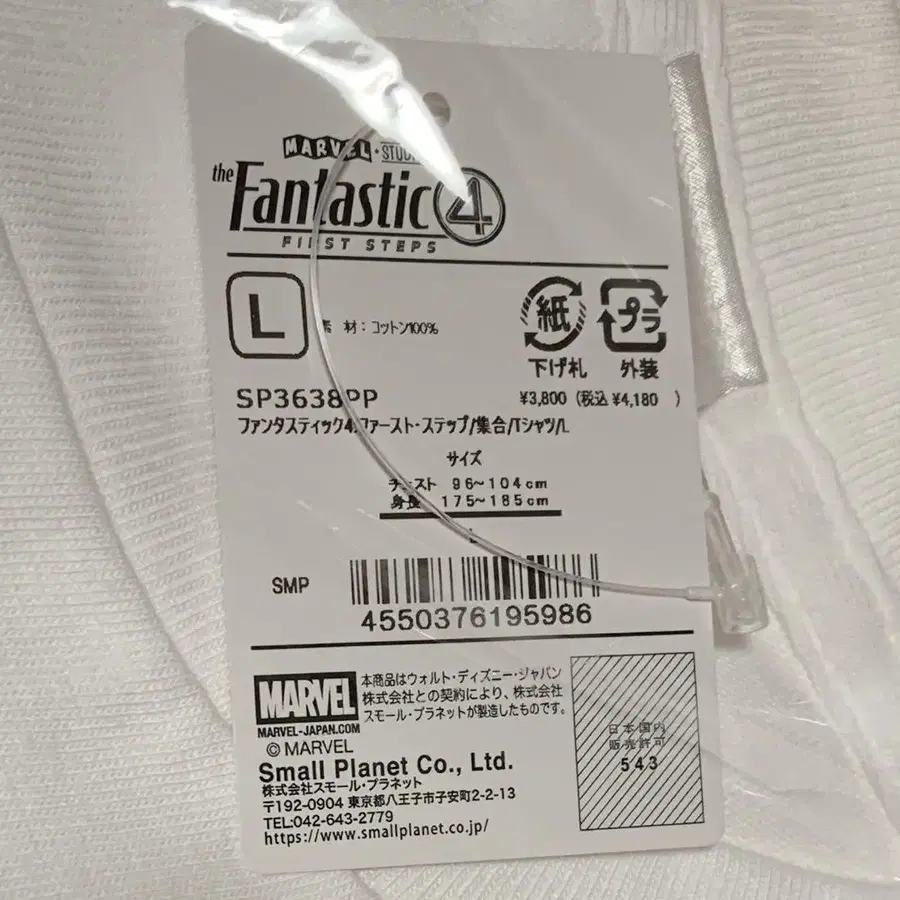 MARVEL STUDIOS
the Fantastic 4
FIRST STEPS
L
素 材：コットン100%
紙
下げ札
プラ
外装
SP3638PP
¥3,800 (税込 ¥4,180 )
ファンタスティック4:ファースト・ステップ/集合/Tシャツ/L
サイズ
チェスト 96~104cm
身長 175~185cm
L
SMP
4550376195986
MARVEL
MARVEL-JAPAN.COM
© MARVEL
本商品はウォルト・ディズニー・ジャパン
株式会社との契約により、株式会社
スモール・プラネットが製造したものです。
Small Planet Co., Ltd.
株式会社スモール・プラネット
〒192-0904 東京都八王子市子安町2-2-13
TEL:042-643-2779
https://www.smallplanet.co.jp/
日本国内
販売許可
543